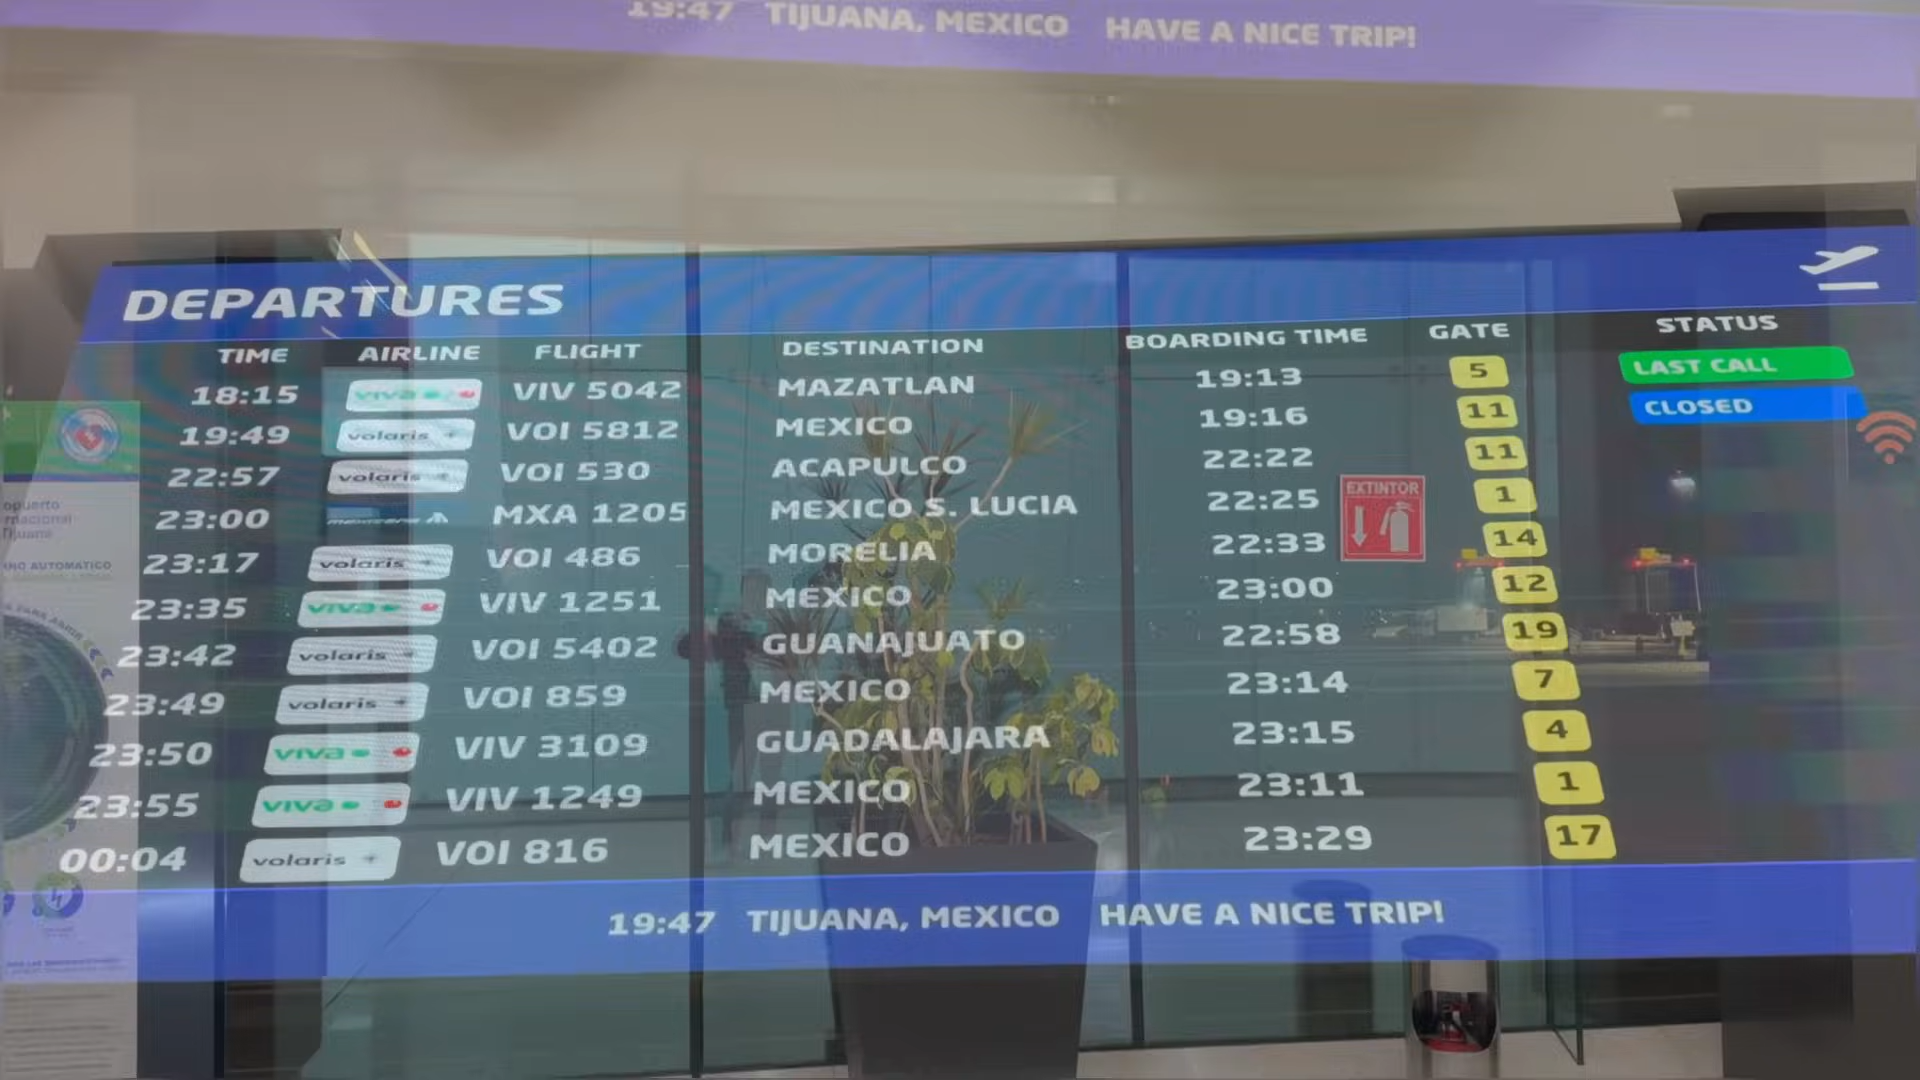 19:47 TIJUANA, MEXICO HAVE A NICE TRIP!
DEPARTURES
TIME AIRLINE FLIGHT DESTINATION BOARDING TIME GATE STATUS
18:15 viva VIV 5042 MAZATLAN 19:13 5 LAST CALL
19:49 volaris VOI 5812 MEXICO 19:16 11 CLOSED
22:57 volaris VOI 530 ACAPULCO 22:22 11
23:00 mexicana MXA 1205 MEXICO S. LUCIA 22:25 1
23:17 volaris VOI 486 MORELIA 22:33 14
23:35 viva VIV 1251 MEXICO 23:00 12
23:42 volaris VOI 5402 GUANAJUATO 22:58 19
23:49 volaris VOI 859 MEXICO 23:14 7
23:50 viva VIV 3109 GUADALAJARA 23:15 4
23:55 viva VIV 1249 MEXICO 23:11 1
00:04 volaris VOI 816 MEXICO 23:29 17
19:47 TIJUANA, MEXICO HAVE A NICE TRIP!
EXTINTOR
opuerto
rnacional
Tijuana
AUTOMATICO